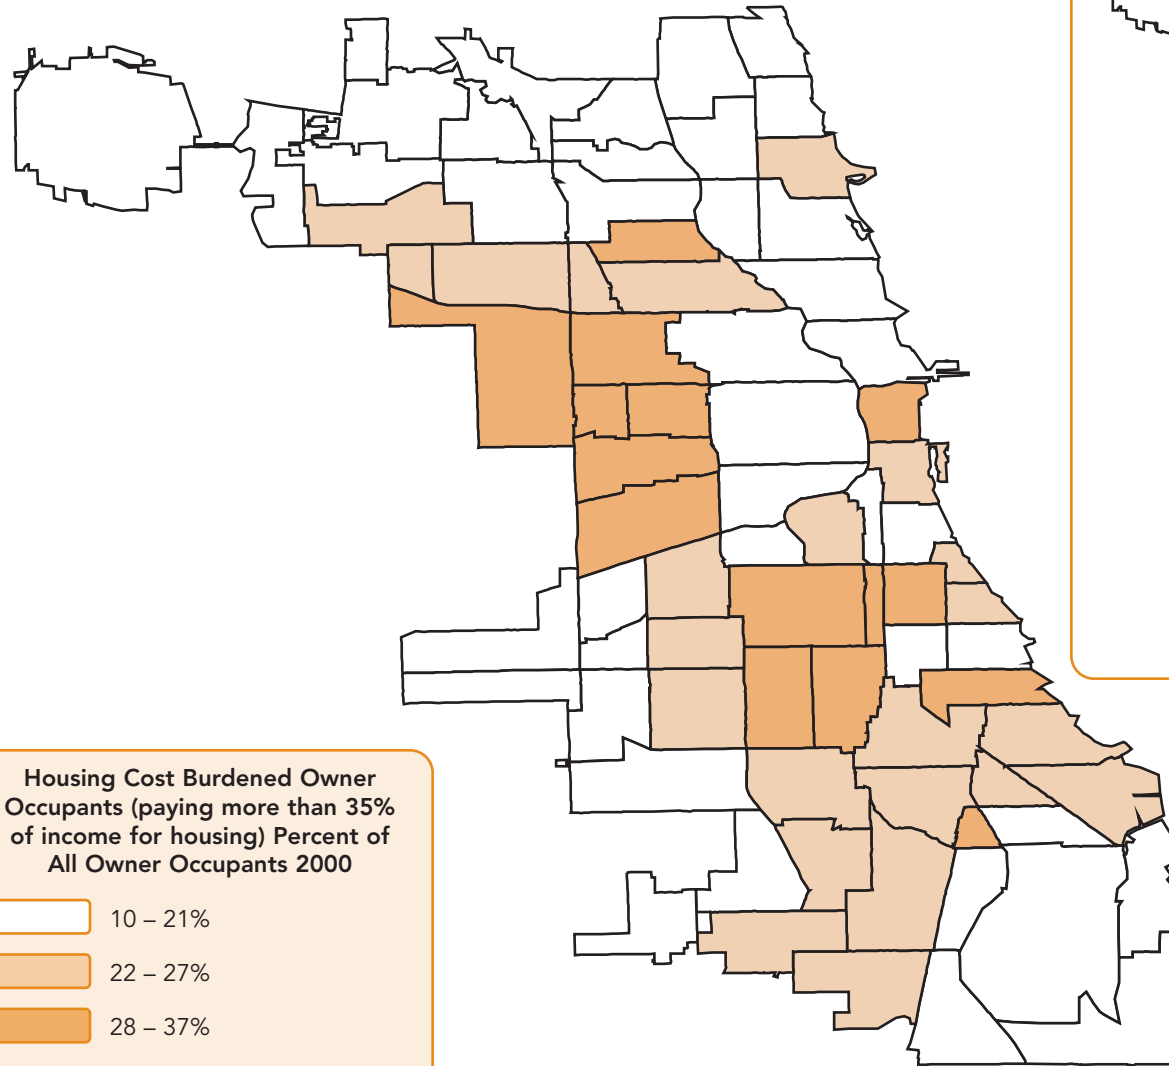 Housing Cost Burdened Owner
Occupants (paying more than 35%
of income for housing) Percent of
All Owner Occupants 2000
10 – 21%
22 – 27%
28 – 37%